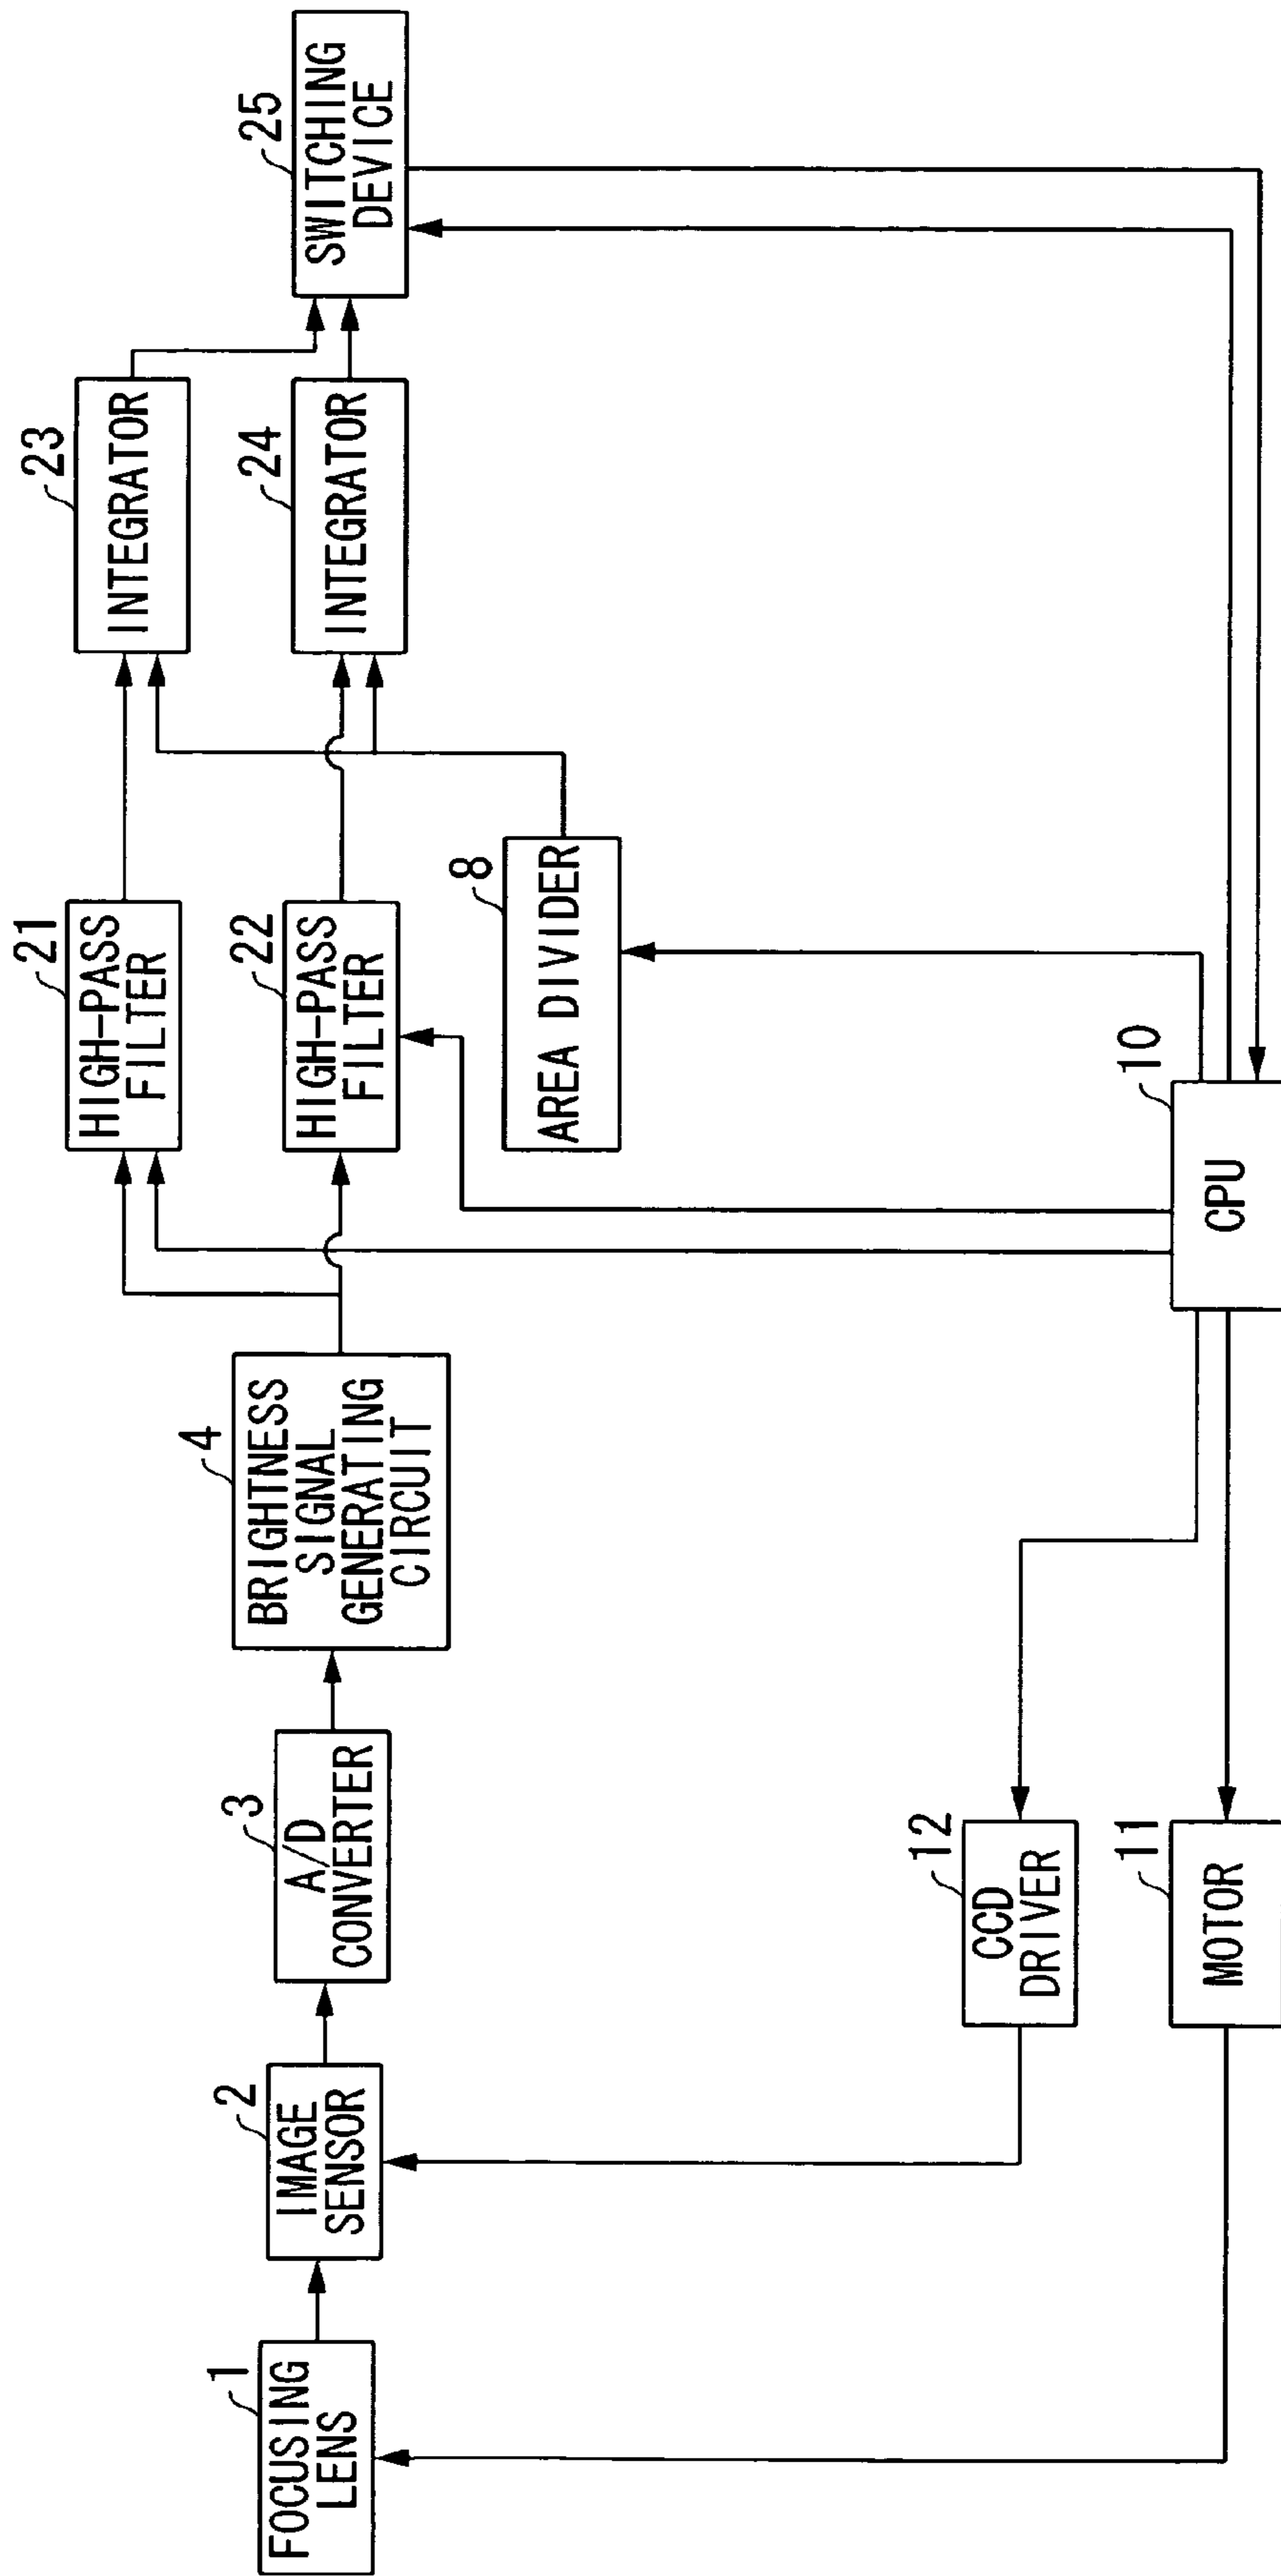 1
FOCUSING
LENS
2
IMAGE
SENSOR
3
A/D
CONVERTER
4
BRIGHTNESS
SIGNAL
GENERATING
CIRCUIT
21
HIGH-PASS
FILTER
22
HIGH-PASS
FILTER
8
AREA DIVIDER
23
INTEGRATOR
24
INTEGRATOR
25
SWITCHING
DEVICE
12
CCD
DRIVER
11
MOTOR
10
CPU